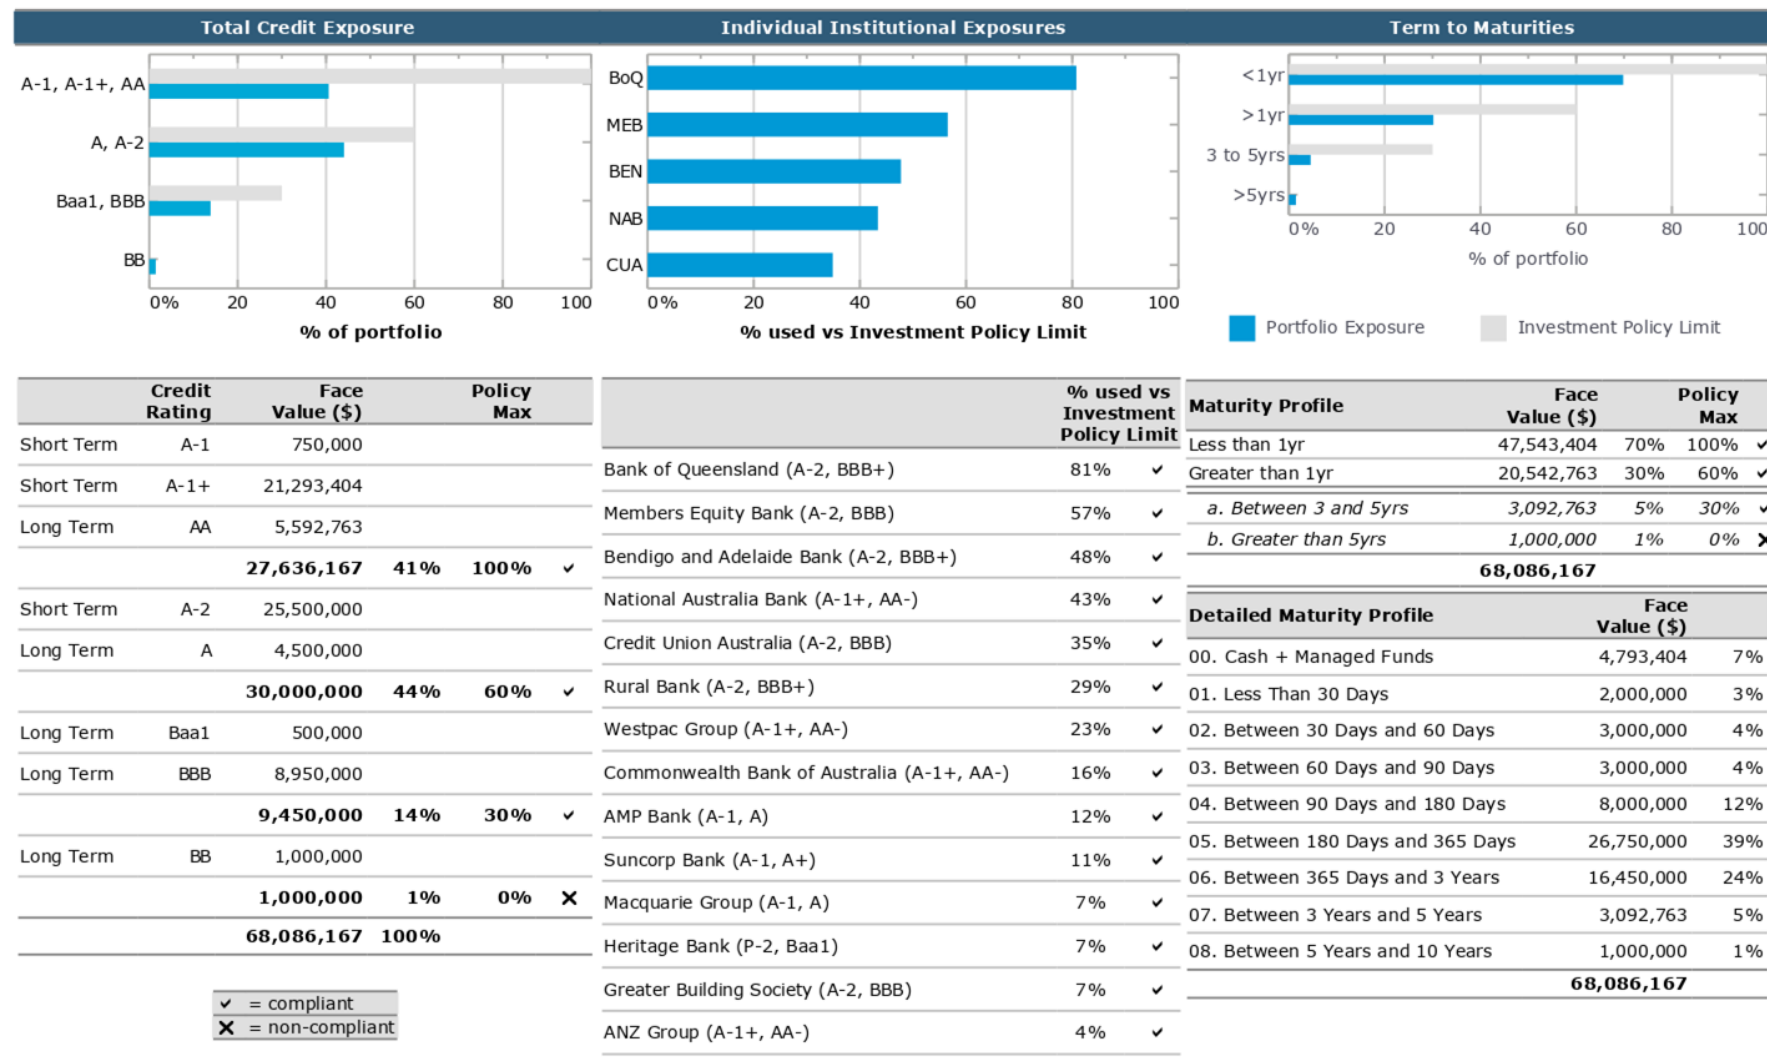 Total Credit Exposure
A-1, A-1+, AA
A, A-2
Baa1, BBB
BB
0% 20 40 60 80 100
% of portfolio
Individual Institutional Exposures
BoQ
MEB
BEN
NAB
CUA
0% 20 40 60 80 100
% used vs Investment Policy Limit
Term to Maturities
<1yr
>1yr
3 to 5yrs
>5yrs
0% 20 40 60 80 100
% of portfolio
Portfolio Exposure Investment Policy Limit
Credit Face Policy
Rating Value ($) Max
Short Term A-1 750,000
Short Term A-1+ 21,293,404
Long Term AA 5,592,763
27,636,167 41% 100% ✓
Short Term A-2 25,500,000
Long Term A 4,500,000
30,000,000 44% 60% ✓
Long Term Baa1 500,000
Long Term BBB 8,950,000
9,450,000 14% 30% ✓
Long Term BB 1,000,000
1,000,000 1% 0% ✗
68,086,167 100%
✓ = compliant
✗ = non-compliant
% used vs
Investment
Policy Limit
Bank of Queensland (A-2, BBB+) 81% ✓
Members Equity Bank (A-2, BBB) 57% ✓
Bendigo and Adelaide Bank (A-2, BBB+) 48% ✓
National Australia Bank (A-1+, AA-) 43% ✓
Credit Union Australia (A-2, BBB) 35% ✓
Rural Bank (A-2, BBB+) 29% ✓
Westpac Group (A-1+, AA-) 23% ✓
Commonwealth Bank of Australia (A-1+, AA-) 16% ✓
AMP Bank (A-1, A) 12% ✓
Suncorp Bank (A-1, A+) 11% ✓
Macquarie Group (A-1, A) 7% ✓
Heritage Bank (P-2, Baa1) 7% ✓
Greater Building Society (A-2, BBB) 7% ✓
ANZ Group (A-1+, AA-) 4% ✓
Face Policy
Maturity Profile Value ($) Max
Less than 1yr 47,543,404 70% 100% ✓
Greater than 1yr 20,542,763 30% 60% ✓
a. Between 3 and 5yrs 3,092,763 5% 30% ✓
b. Greater than 5yrs 1,000,000 1% 0% ✗
68,086,167
Face
Detailed Maturity Profile Value ($)
00. Cash + Managed Funds 4,793,404 7%
01. Less Than 30 Days 2,000,000 3%
02. Between 30 Days and 60 Days 3,000,000 4%
03. Between 60 Days and 90 Days 3,000,000 4%
04. Between 90 Days and 180 Days 8,000,000 12%
05. Between 180 Days and 365 Days 26,750,000 39%
06. Between 365 Days and 3 Years 16,450,000 24%
07. Between 3 Years and 5 Years 3,092,763 5%
08. Between 5 Years and 10 Years 1,000,000 1%
68,086,167